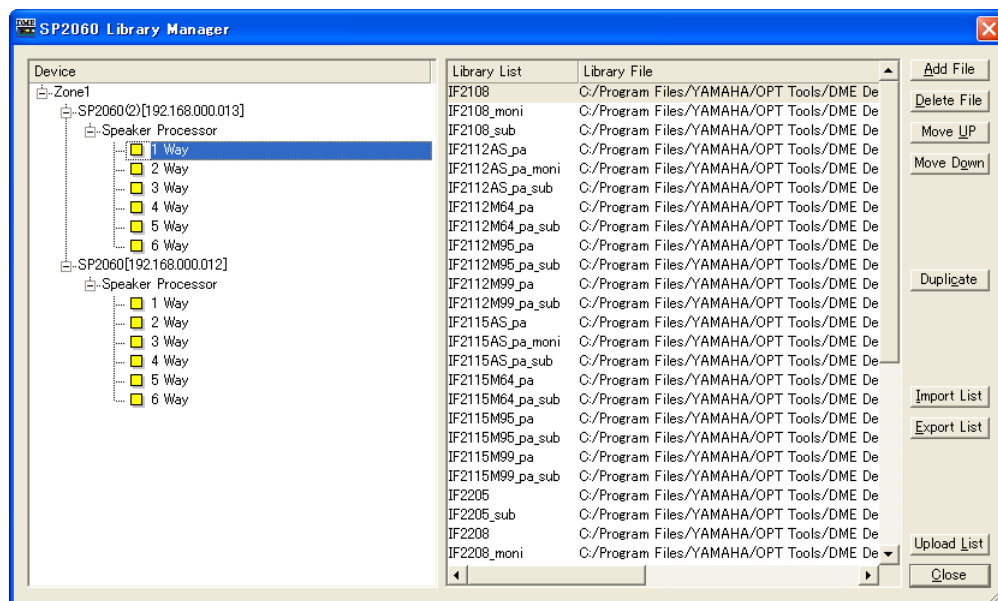 DME SP2060 Library Manager
Device
Zone1
SP2060(2)[192.168.000.013]
Speaker Processor
1 Way
2 Way
3 Way
4 Way
5 Way
6 Way
SP2060[192.168.000.012]
Speaker Processor
1 Way
2 Way
3 Way
4 Way
5 Way
6 Way
Library List Library File
IF2108 C:/Program Files/YAMAHA/OPT Tools/DME De
IF2108_moni C:/Program Files/YAMAHA/OPT Tools/DME De
IF2108_sub C:/Program Files/YAMAHA/OPT Tools/DME De
IF2112AS_pa C:/Program Files/YAMAHA/OPT Tools/DME De
IF2112AS_pa_moni C:/Program Files/YAMAHA/OPT Tools/DME De
IF2112AS_pa_sub C:/Program Files/YAMAHA/OPT Tools/DME De
IF2112M64_pa C:/Program Files/YAMAHA/OPT Tools/DME De
IF2112M64_pa_sub C:/Program Files/YAMAHA/OPT Tools/DME De
IF2112M95_pa C:/Program Files/YAMAHA/OPT Tools/DME De
IF2112M95_pa_sub C:/Program Files/YAMAHA/OPT Tools/DME De
IF2112M99_pa C:/Program Files/YAMAHA/OPT Tools/DME De
IF2112M99_pa_sub C:/Program Files/YAMAHA/OPT Tools/DME De
IF2115AS_pa C:/Program Files/YAMAHA/OPT Tools/DME De
IF2115AS_pa_moni C:/Program Files/YAMAHA/OPT Tools/DME De
IF2115AS_pa_sub C:/Program Files/YAMAHA/OPT Tools/DME De
IF2115M64_pa C:/Program Files/YAMAHA/OPT Tools/DME De
IF2115M64_pa_sub C:/Program Files/YAMAHA/OPT Tools/DME De
IF2115M95_pa C:/Program Files/YAMAHA/OPT Tools/DME De
IF2115M95_pa_sub C:/Program Files/YAMAHA/OPT Tools/DME De
IF2115M99_pa C:/Program Files/YAMAHA/OPT Tools/DME De
IF2115M99_pa_sub C:/Program Files/YAMAHA/OPT Tools/DME De
IF2205 C:/Program Files/YAMAHA/OPT Tools/DME De
IF2205_sub C:/Program Files/YAMAHA/OPT Tools/DME De
IF2208 C:/Program Files/YAMAHA/OPT Tools/DME De
IF2208_moni C:/Program Files/YAMAHA/OPT Tools/DME De
Add File
Delete File
Move UP
Move Down
Duplicate
Import List
Export List
Upload List
Close